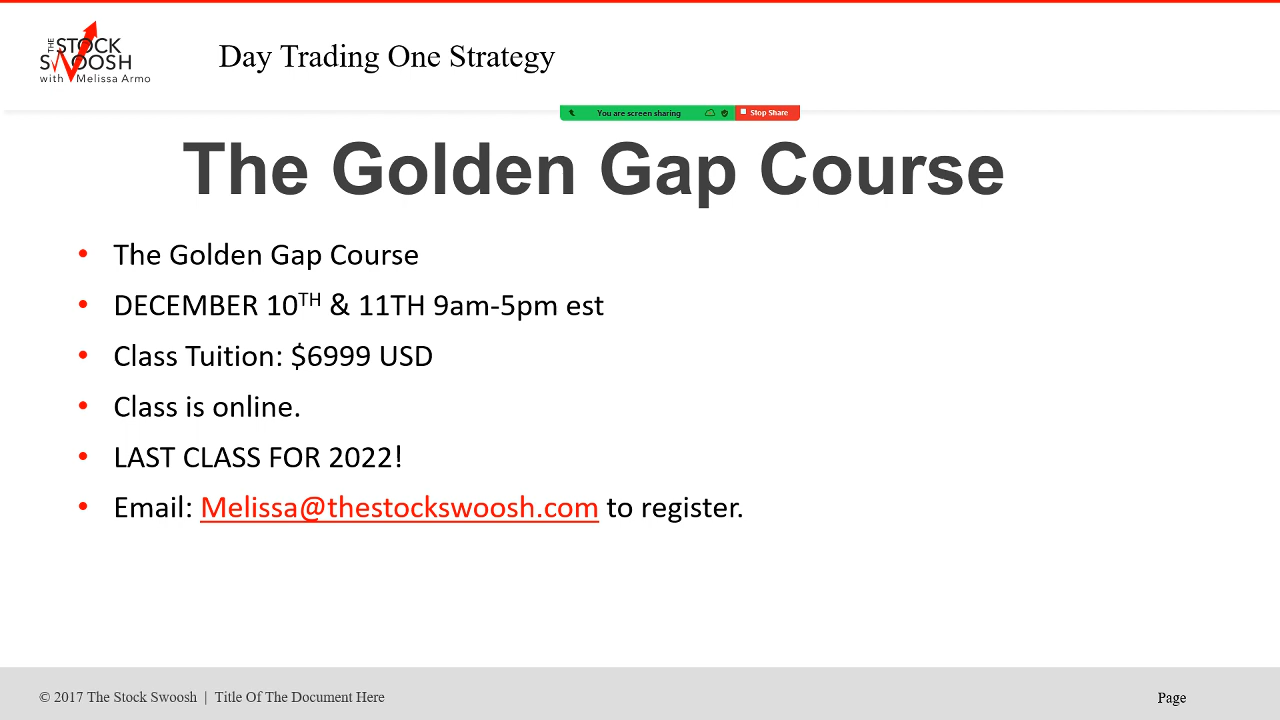 THE STOCK
SWOOSH
with Melissa Armo
Day Trading One Strategy
You are screen sharing Stop Share
The Golden Gap Course
• The Golden Gap Course
• DECEMBER 10TH & 11TH 9am-5pm est
• Class Tuition: $6999 USD
• Class is online.
• LAST CLASS FOR 2022!
• Email: Melissa@thestockswoosh.com to register.
© 2017 The Stock Swoosh | Title Of The Document Here
Page